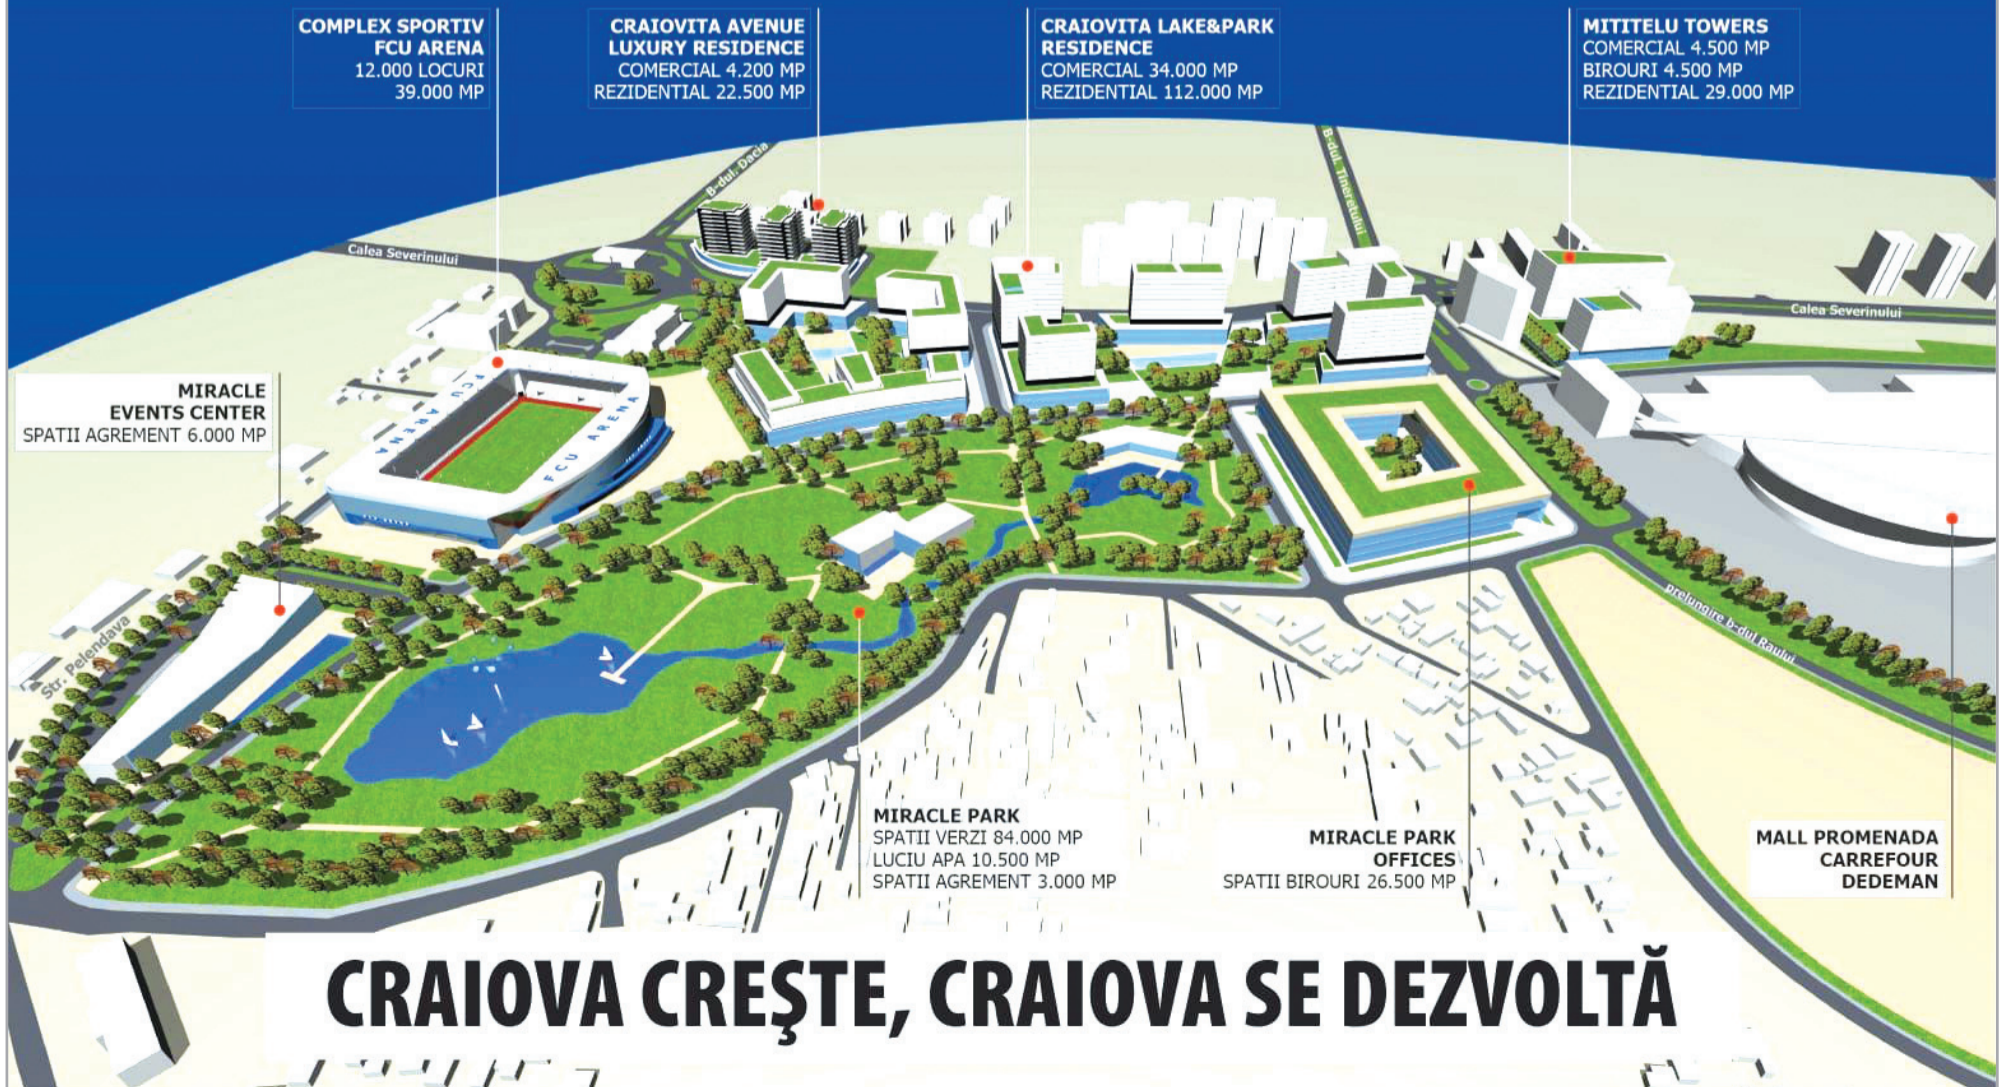 COMPLEX SPORTIV
FCU ARENA
12.000 LOCURI
39.000 MP
CRAIOVITA AVENUE
LUXURY RESIDENCE
COMERCIAL 4.200 MP
REZIDENTIAL 22.500 MP
CRAIOVITA LAKE&PARK
RESIDENCE
COMERCIAL 34.000 MP
REZIDENTIAL 112.000 MP
MITITELU TOWERS
COMERCIAL 4.500 MP
BIROURI 4.500 MP
REZIDENTIAL 29.000 MP
B-dul. Dacia
B-dul. Tineretului
Calea Severinului
Calea Severinului
MIRACLE
EVENTS CENTER
SPATII AGREMENT 6.000 MP
FCU ARENA
FCU ARENA
Str. Pelendava
prelungire b-dul Raului
MIRACLE PARK
SPATII VERZI 84.000 MP
LUCIU APA 10.500 MP
SPATII AGREMENT 3.000 MP
MIRACLE PARK
OFFICES
SPATII BIROURI 26.500 MP
MALL PROMENADA
CARREFOUR
DEDEMAN
CRAIOVA CREŞTE, CRAIOVA SE DEZVOLTĂ